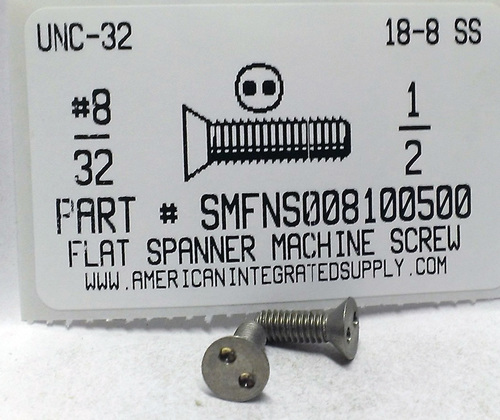 UNC-32 18-8 SS
#8 1
32 2
PART # SMFNS008100500
FLAT SPANNER MACHINE SCREW
WWW.AMERICANINTEGRATEDSUPPLY.COM